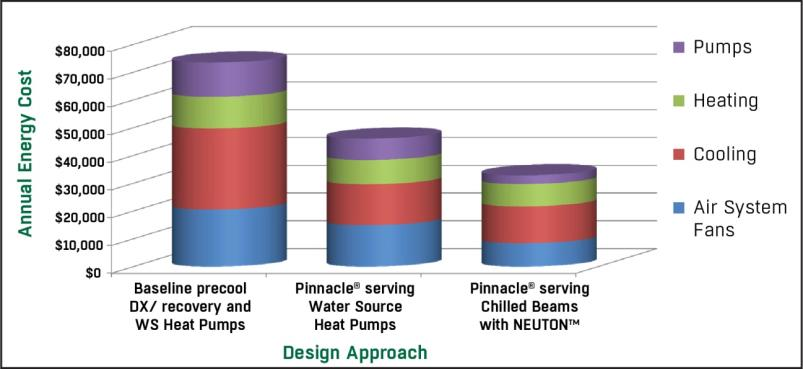 Annual Energy Cost
$80,000
$70,000
$60,000
$50,000
$40,000
$30,000
$20,000
$10,000
$0
Baseline precool
DX/ recovery and
WS Heat Pumps
Pinnacle® serving
Water Source
Heat Pumps
Pinnacle® serving
Chilled Beams
with NEUTON™
Design Approach
Pumps
Heating
Cooling
Air System
Fans